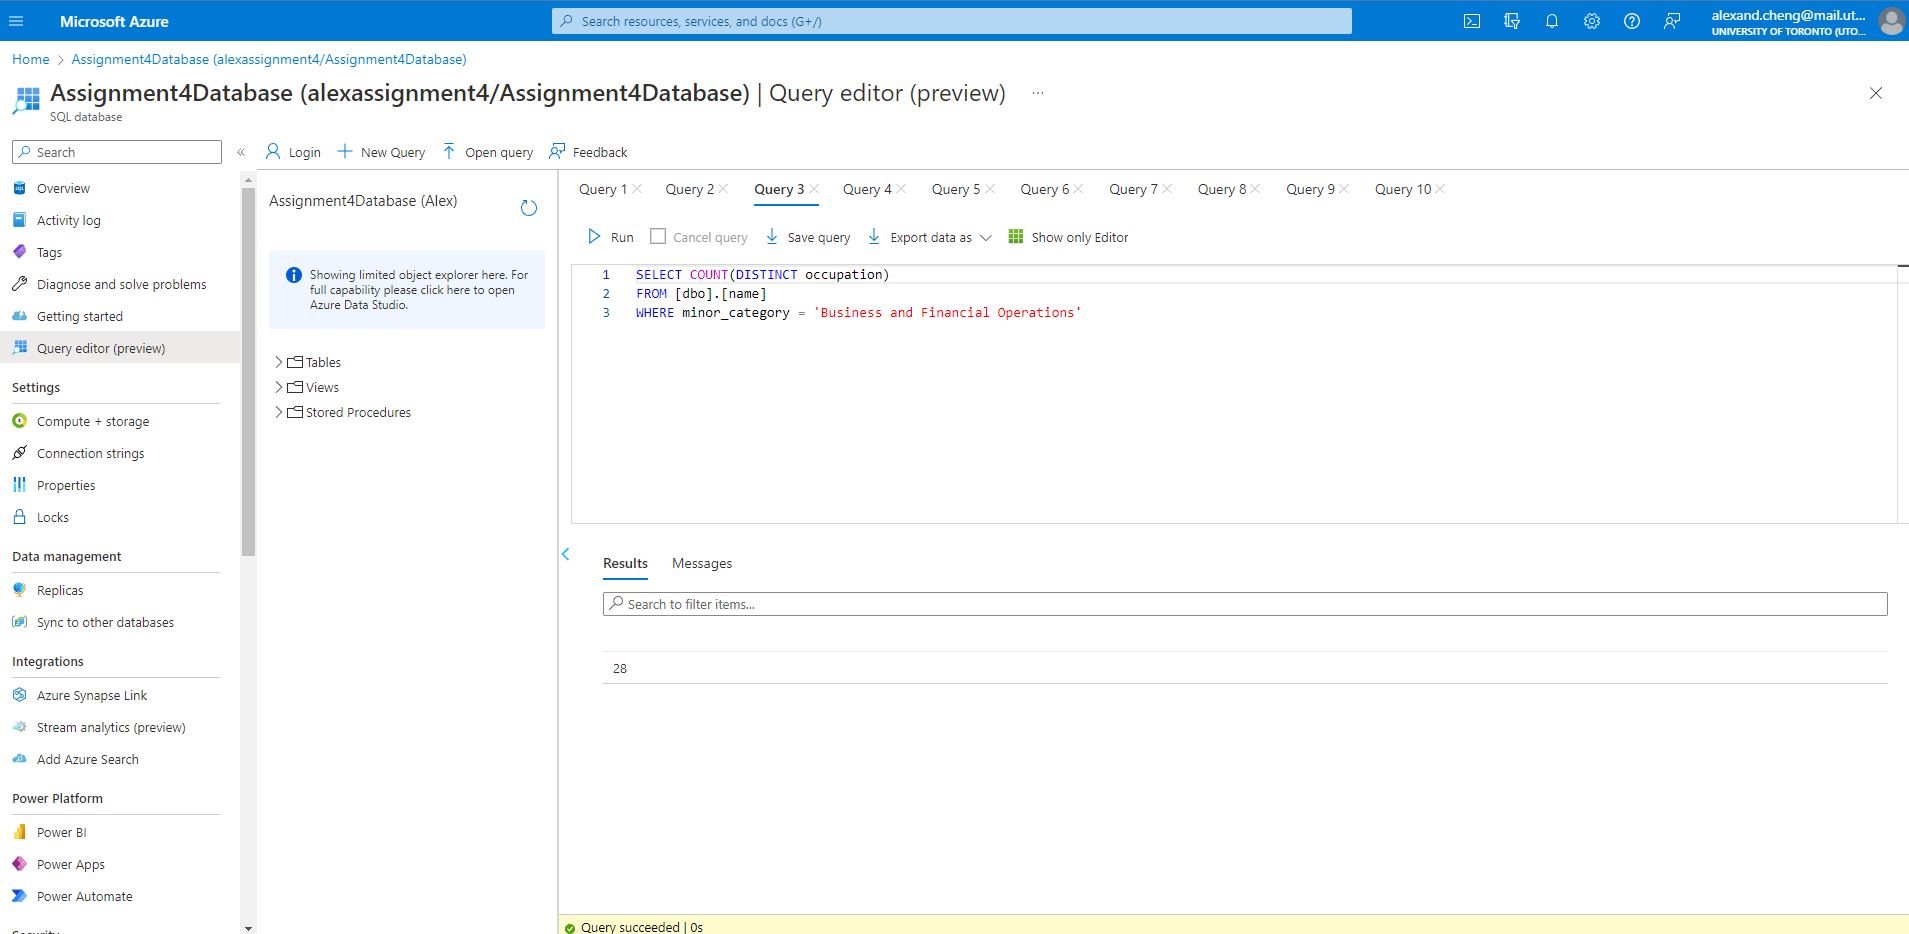 Microsoft Azure
Search resources, services, and docs (G+/)
alexand.cheng@mail.ut...
UNIVERSITY OF TORONTO (UTO...
Home > Assignment4Database (alexassignment4/Assignment4Database)
Assignment4Database (alexassignment4/Assignment4Database) | Query editor (preview) ...
SQL database
Search
«
Login
New Query
Open query
Feedback
Overview
Activity log
Tags
Diagnose and solve problems
Getting started
Query editor (preview)
Settings
Compute + storage
Connection strings
Properties
Locks
Data management
Replicas
Sync to other databases
Integrations
Azure Synapse Link
Stream analytics (preview)
Add Azure Search
Power Platform
Power BI
Power Apps
Power Automate
Security
Assignment4Database (Alex)
Showing limited object explorer here. For
full capability please click here to open
Azure Data Studio.
Tables
Views
Stored Procedures
Query 1 Query 2 Query 3 Query 4 Query 5 Query 6 Query 7 Query 8 Query 9 Query 10
Run Cancel query Save query Export data as Show only Editor
1 SELECT COUNT(DISTINCT occupation)
2 FROM [dbo].[name]
3 WHERE minor_category = 'Business and Financial Operations'
Results Messages
Search to filter items...
28
Query succeeded | 0s